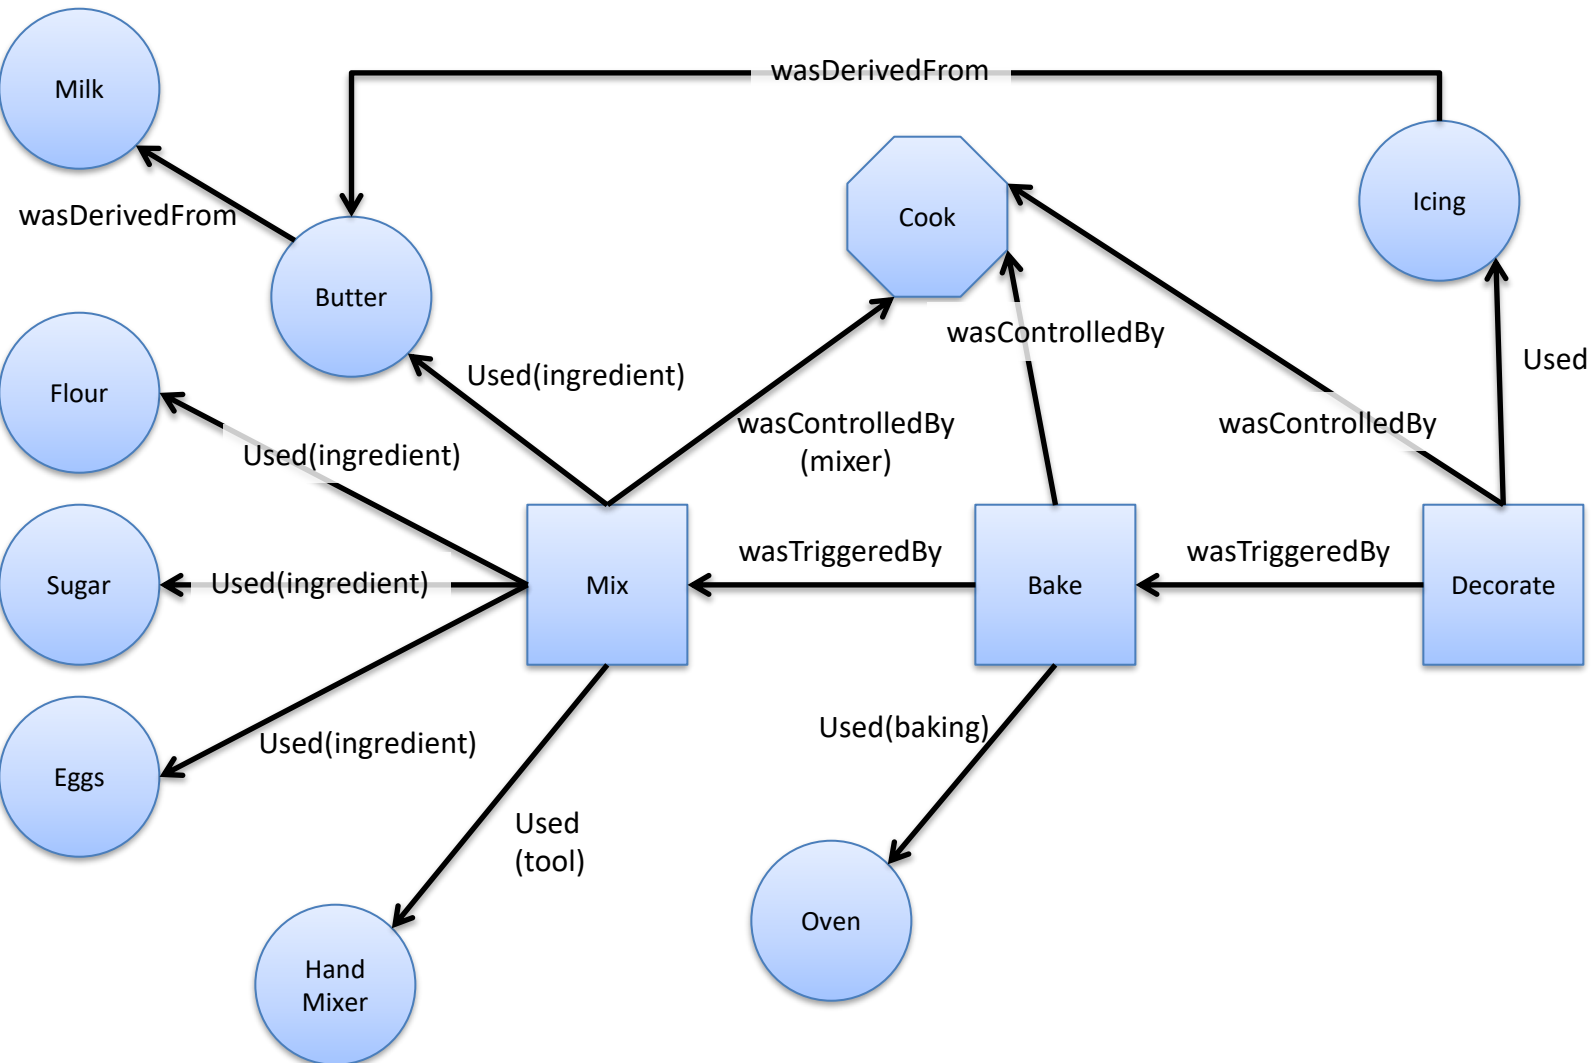 wasDerivedFrom
Milk
Icing
Cook
wasDerivedFrom
Butter
wasControlledBy
Used
Used(ingredient)
Flour
wasControlledBy
(mixer)
wasControlledBy
Used(ingredient)
wasTriggeredBy
wasTriggeredBy
Sugar
Used(ingredient)
Mix
Bake
Decorate
Used(baking)
Used(ingredient)
Eggs
Used
(tool)
Oven
Hand
Mixer